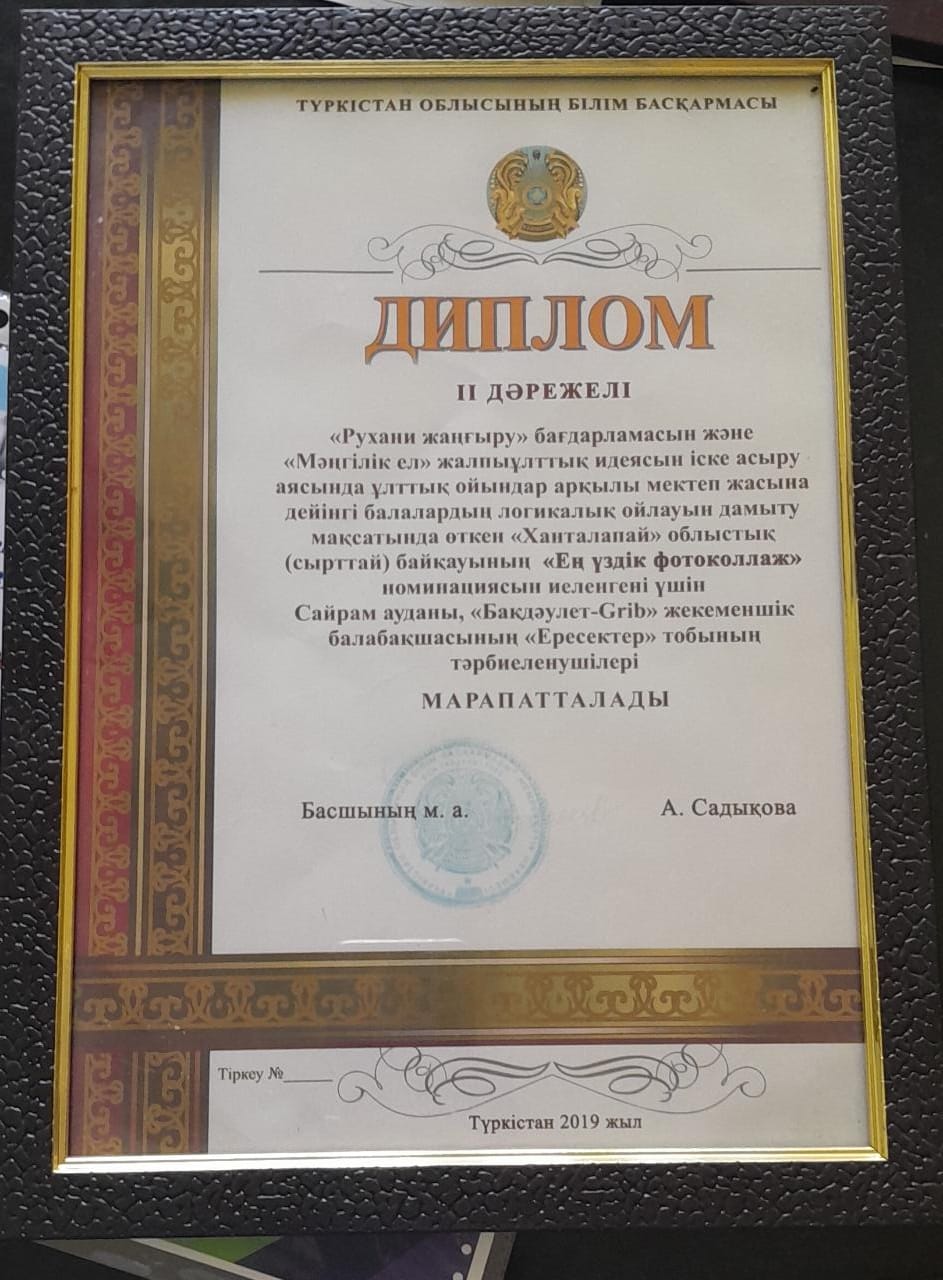 ТҮРКІСТАН ОБЛЫСЫНЫҢ БІЛІМ БАСҚАРМАСЫ
ДИПЛОМ
ІІ ДӘРЕЖЕЛІ
«Рухани жаңғыру» бағдарламасын және
«Мәңгілік ел» жалпыұлттық идеясын іске асыру
аясында ұлттық ойындар арқылы мектеп жасына
дейінгі балалардың логикалық ойлауын дамыту
мақсатында өткен «Ханталапай» облыстық
(сырттай) байқауының «Ең үздік фотоколлаж»
номинациясын иеленгені үшін
Сайрам ауданы, «Бақдәулет-Grib» жекеменшік
балабақшасының «Ересектер» тобының
тәрбиеленушілері
МАРАПАТТАЛАДЫ
Басшының м. а. А. Садықова
Тіркеу №____
Түркістан 2019 жыл